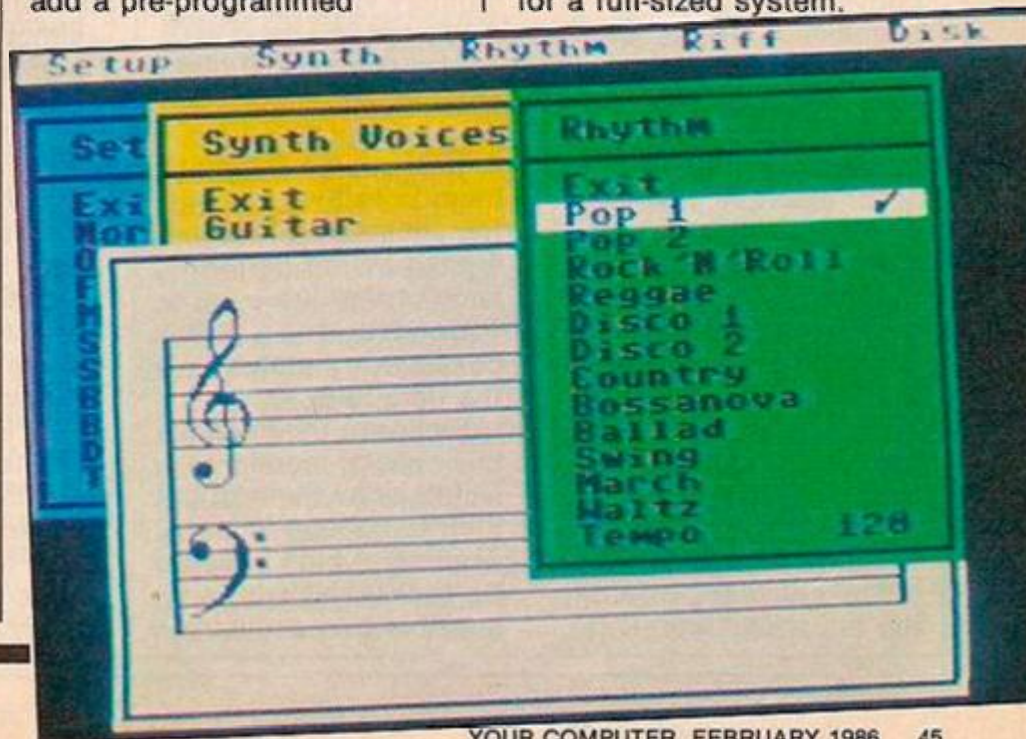 add a pre-programmed
for a full-sized system.
Setup Synth Rhythm Riff Disk
Set
Exi
Mor
Synth Voices
Exit
Guitar
Rhythm
Exit
Pop 1 ✓
Pop 2
Rock 'N' Roll
Reggae
Disco 1
Disco 2
Country
Bossanova
Ballad
Swing
March
Waltz
Tempo 120
YOUR COMPUTER, FEBRUARY 1986 45